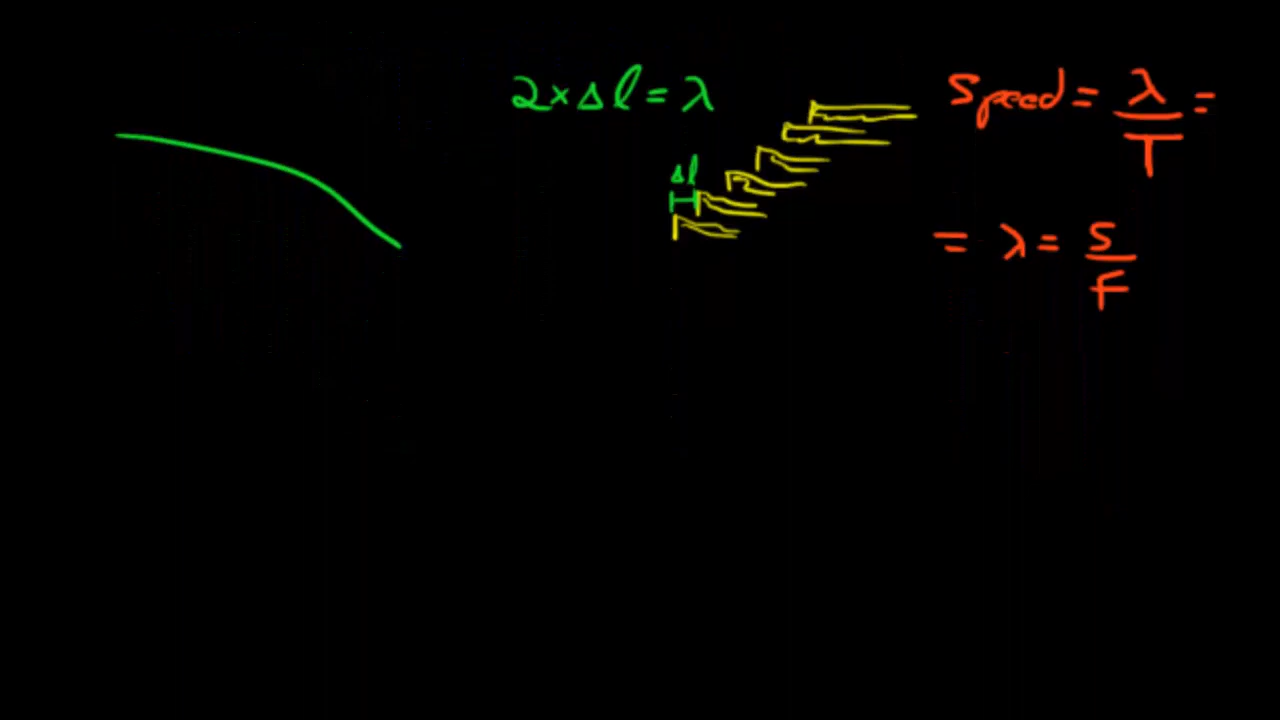 2×Δl=λ
Speed = λ/T =
Δl
= λ = S/F